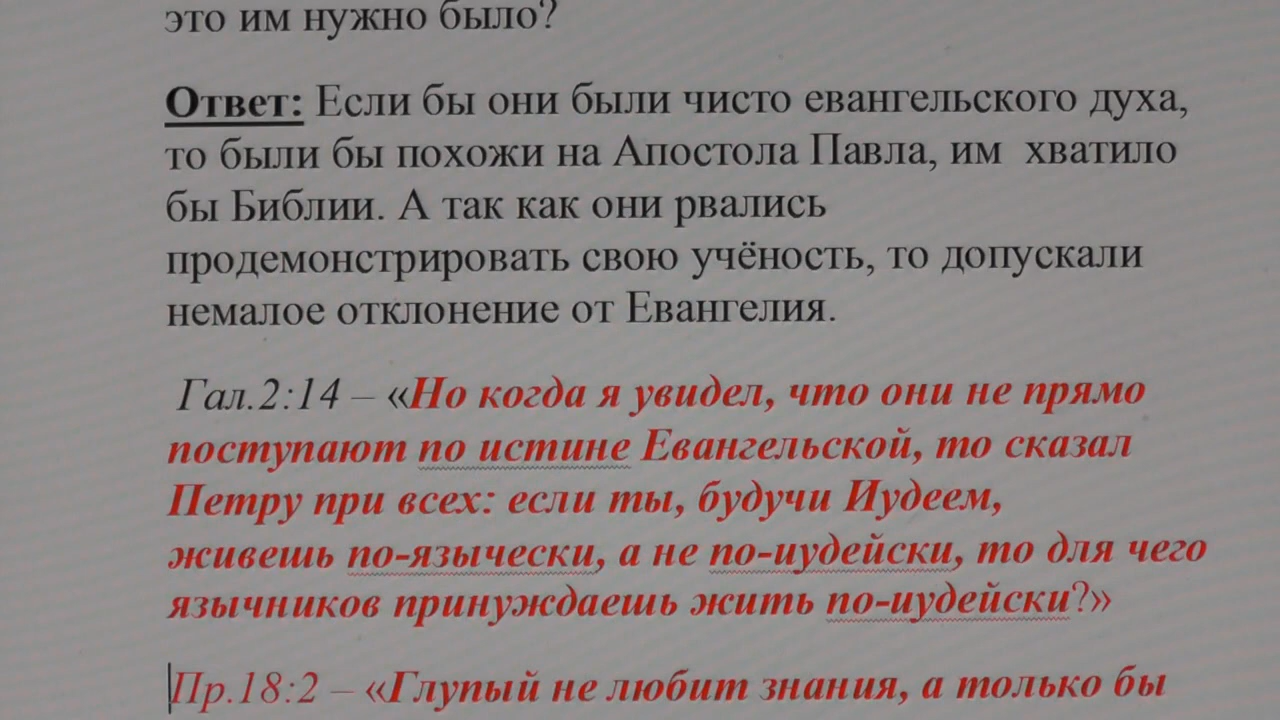 это им нужно было?
Ответ: Если бы они были чисто евангельского духа,
то были бы похожи на Апостола Павла, им хватило
бы Библии. А так как они рвались
продемонстрировать свою учёность, то допускали
немалое отклонение от Евангелия.
Гал.2:14 – «Но когда я увидел, что они не прямо
поступают по истине Евангельской, то сказал
Петру при всех: если ты, будучи Иудеем,
живешь по-язычески, а не по-иудейски, то для чего
язычников принуждаешь жить по-иудейски?»
Пр.18:2 – «Глупый не любит знания, а только бы